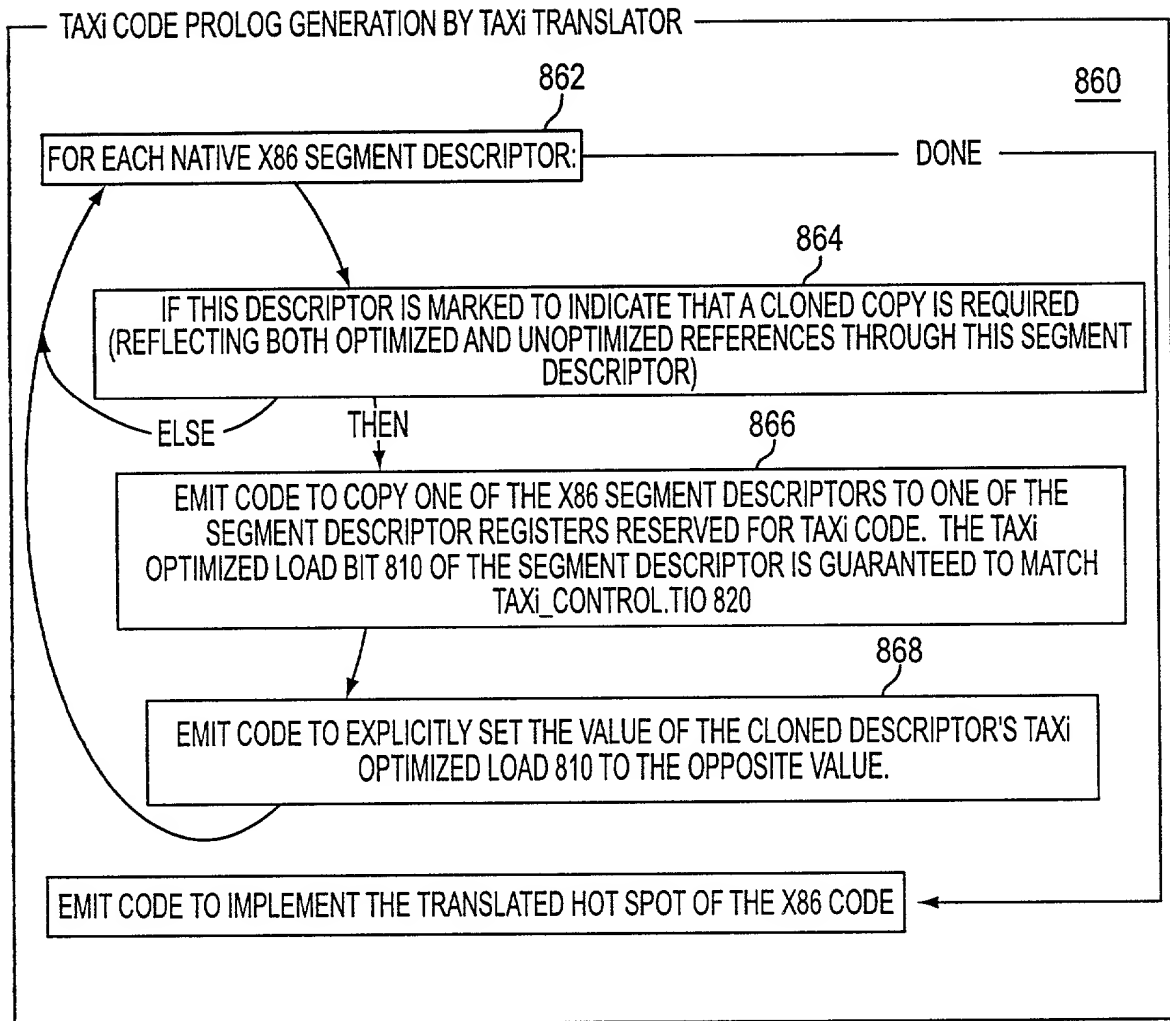 TAXi CODE PROLOG GENERATION BY TAXi TRANSLATOR
860
862
FOR EACH NATIVE X86 SEGMENT DESCRIPTOR:
DONE
864
IF THIS DESCRIPTOR IS MARKED TO INDICATE THAT A CLONED COPY IS REQUIRED
(REFLECTING BOTH OPTIMIZED AND UNOPTIMIZED REFERENCES THROUGH THIS SEGMENT
DESCRIPTOR)
ELSE
THEN
866
EMIT CODE TO COPY ONE OF THE X86 SEGMENT DESCRIPTORS TO ONE OF THE
SEGMENT DESCRIPTOR REGISTERS RESERVED FOR TAXi CODE. THE TAXi
OPTIMIZED LOAD BIT 810 OF THE SEGMENT DESCRIPTOR IS GUARANTEED TO MATCH
TAXi_CONTROL.TIO 820
868
EMIT CODE TO EXPLICITLY SET THE VALUE OF THE CLONED DESCRIPTOR'S TAXi
OPTIMIZED LOAD 810 TO THE OPPOSITE VALUE.
EMIT CODE TO IMPLEMENT THE TRANSLATED HOT SPOT OF THE X86 CODE